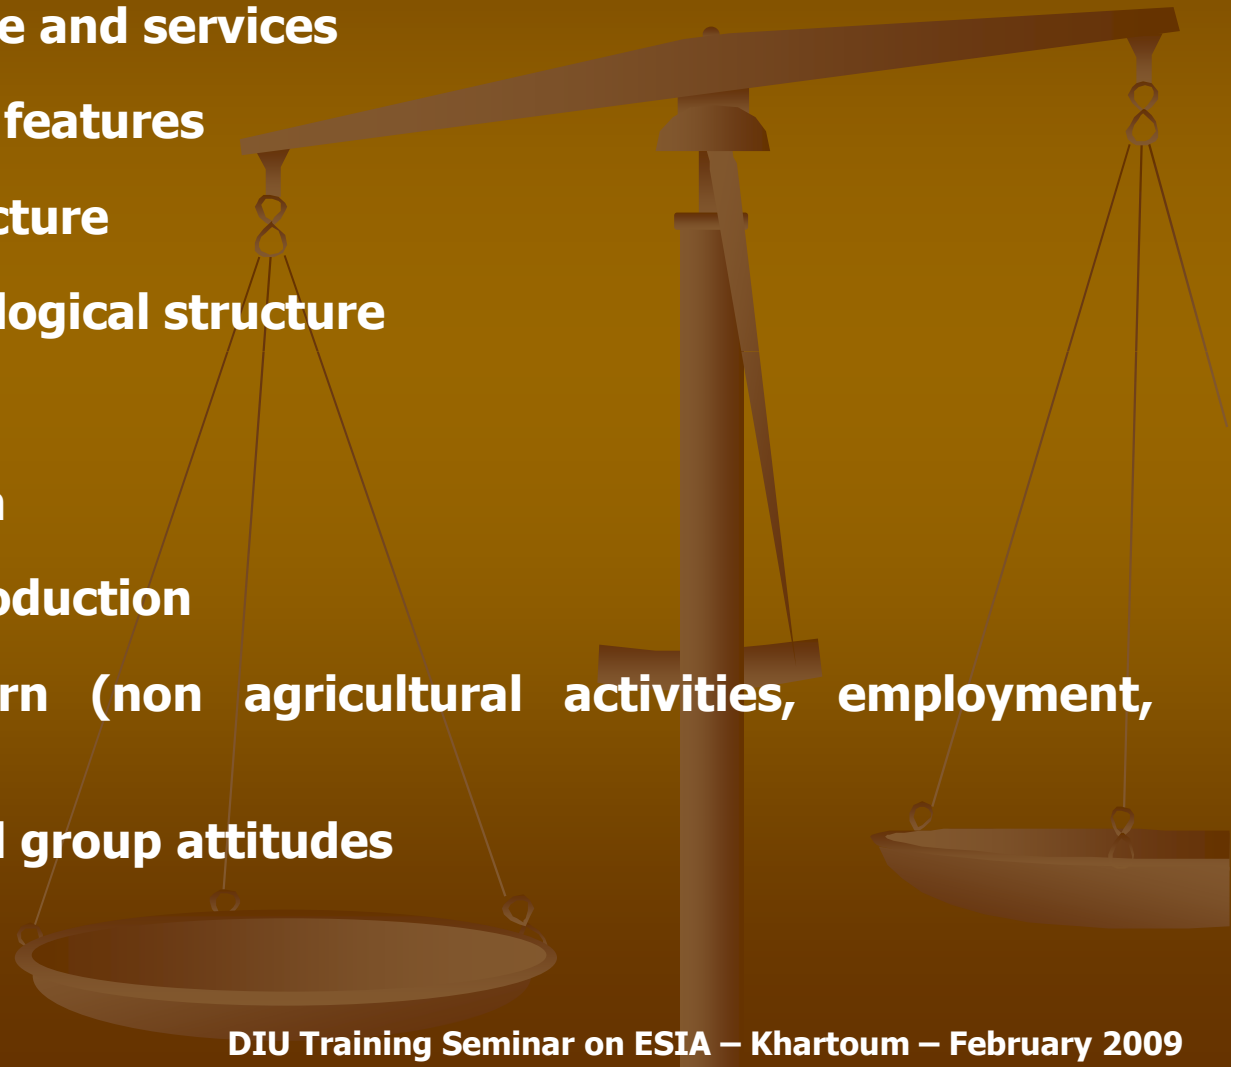 e and services
features
cture
logical structure
n
oduction
rn (non agricultural activities, employment,
l group attitudes
DIU Training Seminar on ESIA – Khartoum – February 2009